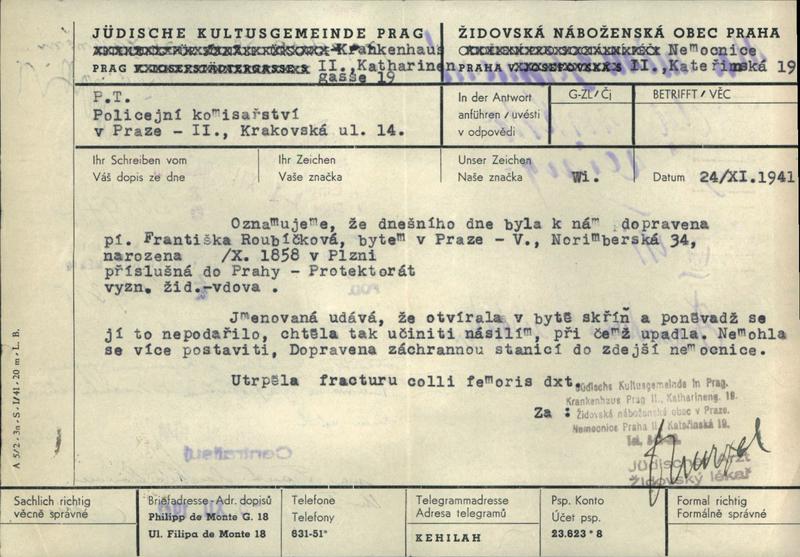 JÜDISCHE KULTUSGEMEINDE PRAG
Krankenhaus
PRAG II., Katharinen
gasse 19
ŽIDOVSKÁ NÁBOŽENSKÁ OBEC PRAHA
Nemocnice
PRAHA II., Kateřinská 19
P.T.
Policejní komisařství
v Praze - II., Krakovská ul. 14.
In der Antwort
anführen / uvésti
v odpovědi
G-ZL / Čj
BETRIFFT / VĚC
Ihr Schreiben vom
Váš dopis ze dne
Ihr Zeichen
Vaše značka
Unser Zeichen
Naše značka Wi.
Datum 24/XI.1941
Oznamujeme, že dnešního dne byla k nám dopravena
pí. Františka Roubíčková, bytem v Praze - V., Norimberská 34,
narozena /X. 1858 v Plzni
příslušná do Prahy - Protektorát
vyzn. žid.-vdova .
Jmenovaná udává, že otvírala v bytě skříň a poněvadž se
jí to nepodařilo, chtěla tak učiniti násilím, při čemž upadla. Nemohla
se více postaviti, Dopravena záchrannou stanicí do zdejší nemocnice.
Utrpěla fracturu colli femoris dxt.
Za :
Jüdische Kultusgemeinde in Prag.
Krankenhaus Prag II., Katharineng. 19.
Židovská náboženská obec v Praze.
Nemocnice Praha II., Kateřinská 19.
Jüdischer Arzt
Židovský lékař
A 5/2 - 3a - S - I/41 - 20 m - L. B.
Sachlich richtig
věcně správné
Briefadresse-Adr. dopisů
Philipp de Monte G. 18
Ul. Filipa de Monte 18
Telefone
Telefony
631-51*
Telegrammadresse
Adresa telegramů
KEHILAH
Psp. Konto
Účet psp.
23.623 * 8
Formal richtig
Formálně správné